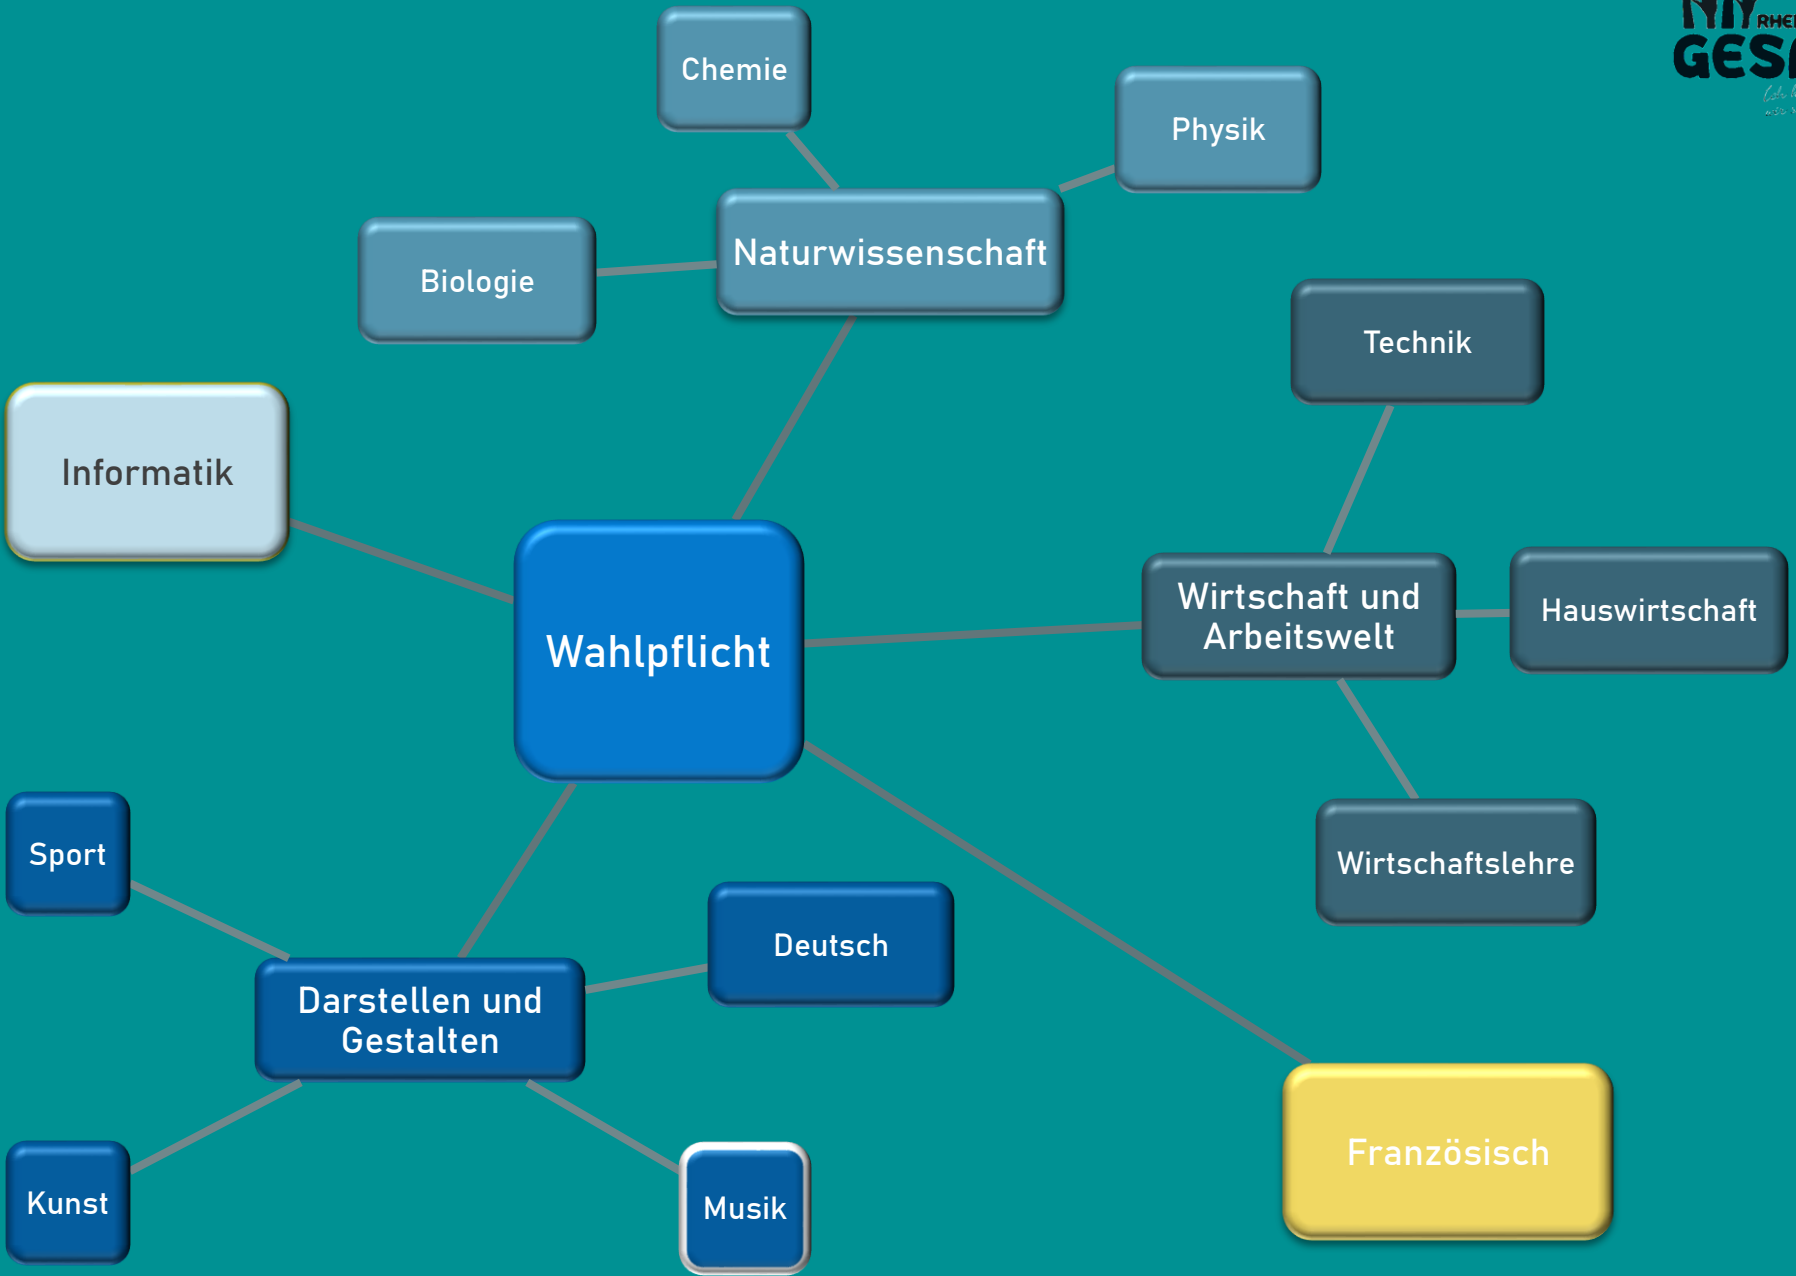 Chemie
Physik
Naturwissenschaft
Biologie
Technik
Informatik
Wirtschaft und
Arbeitswelt
Hauswirtschaft
Wahlpflicht
Wirtschaftslehre
Sport
Deutsch
Darstellen und
Gestalten
Französisch
Kunst
Musik